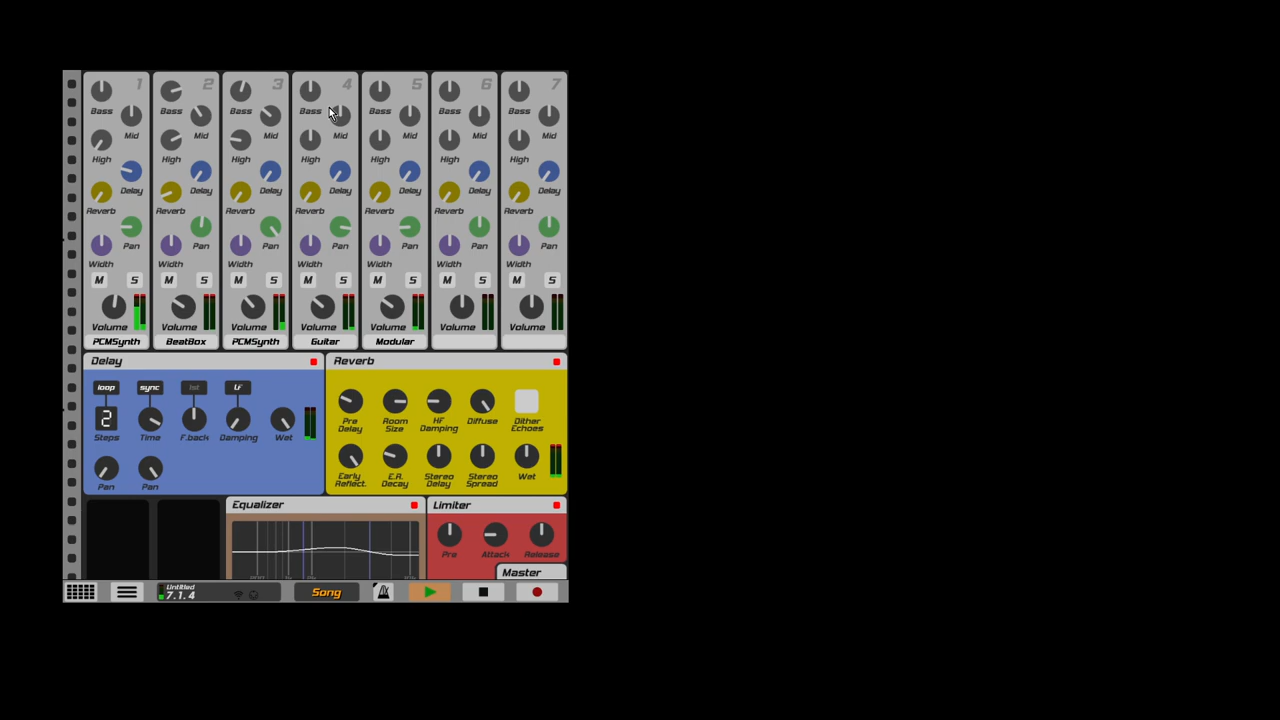 1 2 3 4 5 6 7
Bass Bass Bass Bass Bass Bass Bass
Mid Mid Mid Mid Mid Mid Mid
High High High High High High High
Delay Delay Delay Delay Delay Delay Delay
Reverb Reverb Reverb Reverb Reverb Reverb Reverb
Pan Pan Pan Pan Pan Pan Pan
Width Width Width Width Width Width Width
M S M S M S M S M S M S M S
Volume Volume Volume Volume Volume Volume Volume
PCMSynth BeatBox PCMSynth Guitar Modular
Delay
loop sync 1st LF
2
Steps Time F.back Damping Wet
Pan Pan
Reverb
Pre Delay Room Size HF Damping Diffuse Dither Echoes
Early Reflect. E.R. Decay Stereo Delay Stereo Spread Wet
Equalizer
Limiter
Pre Attack Release
Master
Untitled
7.1.4
Song